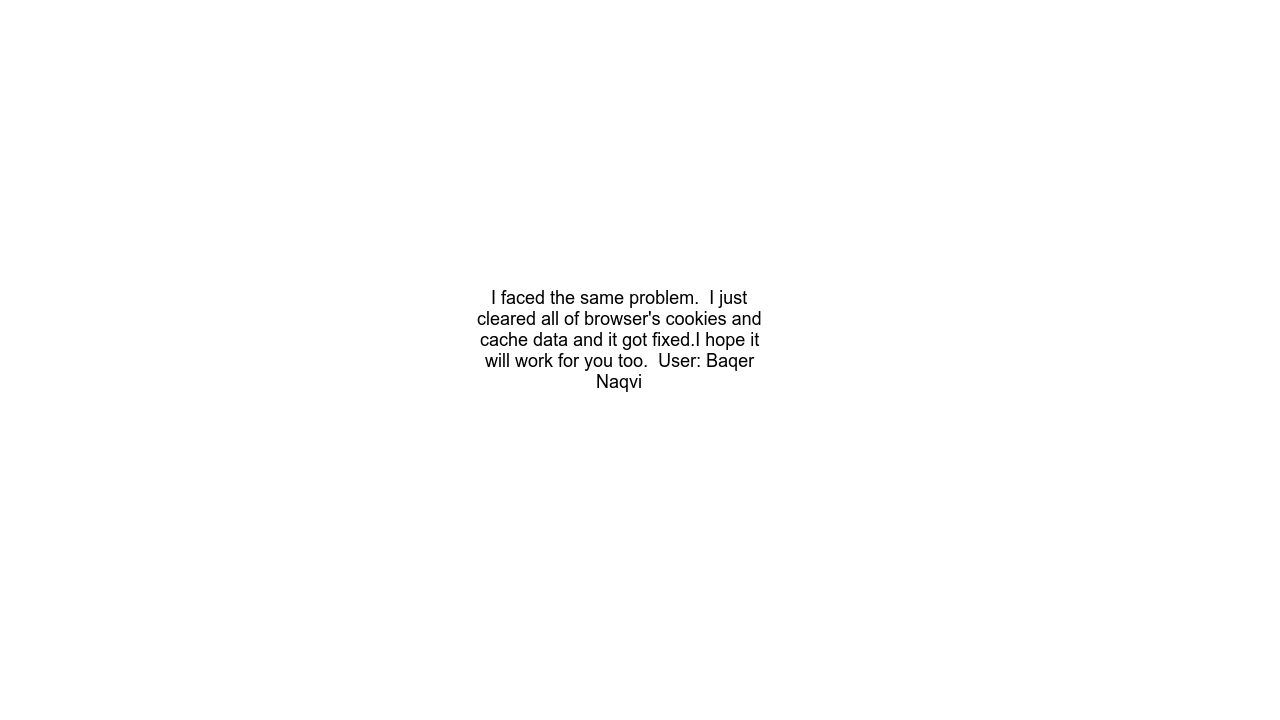 I faced the same problem.  I just
cleared all of browser's cookies and
cache data and it got fixed.I hope it
will work for you too.  User: Baqer
Naqvi